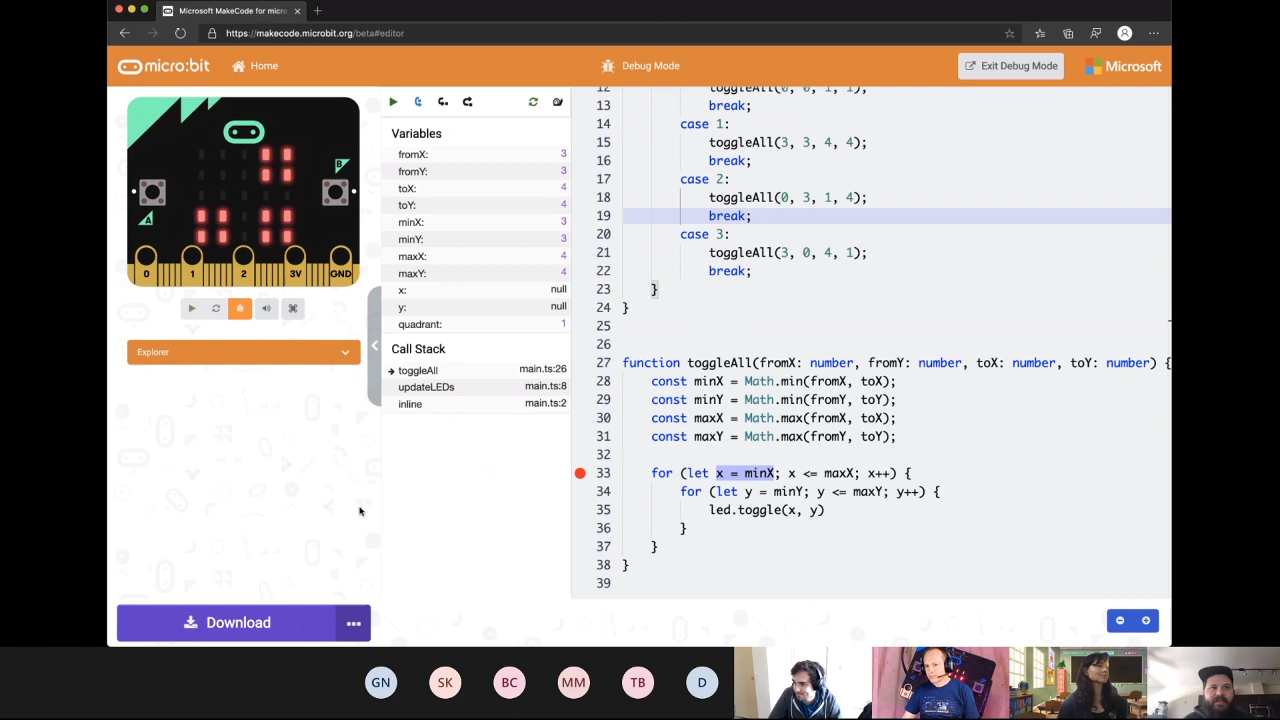 Microsoft MakeCode for micro:
https://makecode.microbit.org/beta#editor
micro:bit
Home
Debug Mode
Exit Debug Mode
Microsoft
A
B
0 1 2 3V GND
Explorer
Download
Variables
fromX: 3
fromY: 3
toX: 4
toY: 4
minX: 3
minY: 3
maxX: 4
maxY: 4
x: null
y: null
quadrant: 1
Call Stack
toggleAll main.ts:26
updateLEDs main.ts:8
inline main.ts:2
12 toggleAll(0, 0, 1, 1);
13 break;
14 case 1:
15 toggleAll(3, 3, 4, 4);
16 break;
17 case 2:
18 toggleAll(0, 3, 1, 4);
19 break;
20 case 3:
21 toggleAll(3, 0, 4, 1);
22 break;
23 }
24 }
25
26
27 function toggleAll(fromX: number, fromY: number, toX: number, toY: number) {
28 const minX = Math.min(fromX, toX);
29 const minY = Math.min(fromY, toY);
30 const maxX = Math.max(fromX, toX);
31 const maxY = Math.max(fromY, toY);
32
33 for (let x = minX; x <= maxX; x++) {
34 for (let y = minY; y <= maxY; y++) {
35 led.toggle(x, y)
36 }
37 }
38 }
39
GN SK BC MM TB D